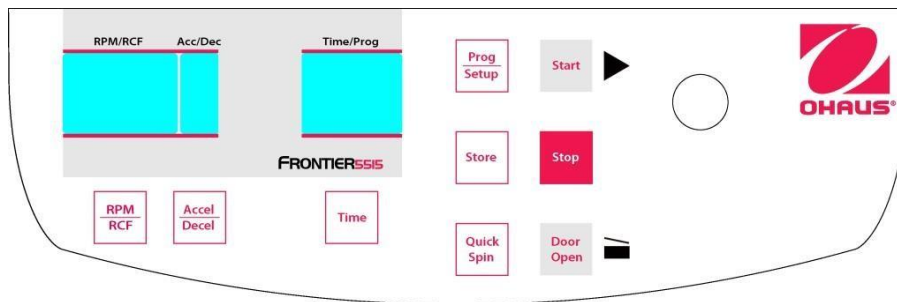 RPM/RCF Acc/Dec Time/Prog
Prog
Setup
Start
OHAUS®
Store
Stop
FRONTIER5515
RPM
RCF
Accel
Decel
Time
Quick
Spin
Door
Open